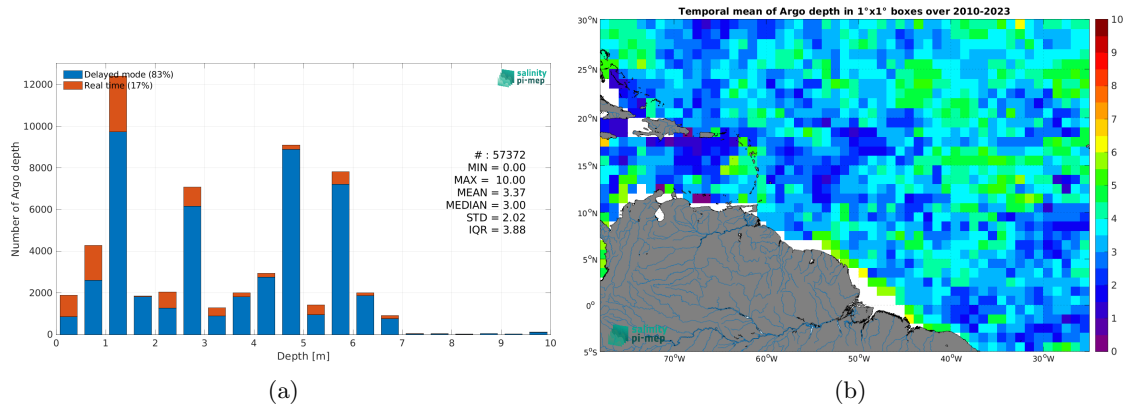 Delayed mode (83%)
Real time (17%)
salinity
pi-mep
Number of Argo depth
12000
10000
8000
6000
4000
2000
0
# : 57372
MIN = 0.00
MAX = 10.00
MEAN = 3.37
MEDIAN = 3.00
STD = 2.02
IQR = 3.88
0 1 2 3 4 5 6 7 8 9 10
Depth [m]
(a)
Temporal mean of Argo depth in 1°x1° boxes over 2010-2023
30°N
25°N
20°N
15°N
10°N
5°N
0°
5°S
70°W 60°W 50°W 40°W 30°W
salinity
pi-mep
10
9
8
7
6
5
4
3
2
1
0
(b)